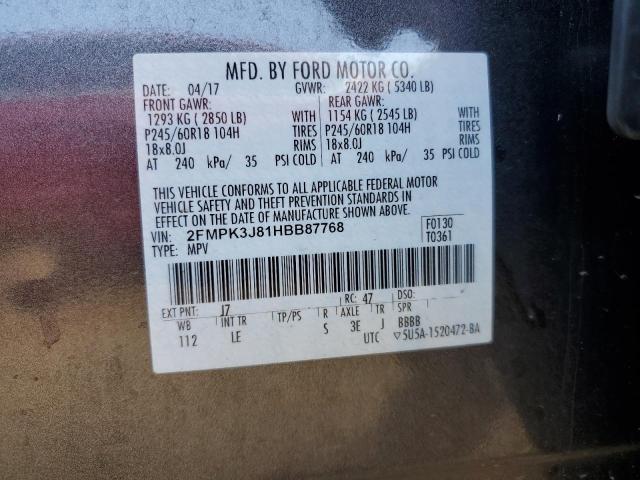 MFD. BY FORD MOTOR CO.
DATE: 04/17 GVWR: 2422 KG ( 5340 LB)
FRONT GAWR: REAR GAWR:
1293 KG ( 2850 LB) WITH 1154 KG ( 2545 LB) WITH
P245/60R18 104H TIRES P245/60R18 104H TIRES
18x8.0J RIMS 18x8.0J RIMS
AT 240 kPa/ 35 PSI COLD AT 240 kPa/ 35 PSI COLD
THIS VEHICLE CONFORMS TO ALL APPLICABLE FEDERAL MOTOR
VEHICLE SAFETY AND THEFT PREVENTION STANDARDS IN
EFFECT ON THE DATE OF MANUFACTURE SHOWN ABOVE.
VIN: 2FMPK3J81HBB87768 F0130
TYPE: MPV T0361
EXT PNT: J7 RC: 47 DSO:
WB INT TR TP/PS R AXLE TR SPR
112 LE S 3E J BBBB
UTC ▽5U5A-1520472-BA